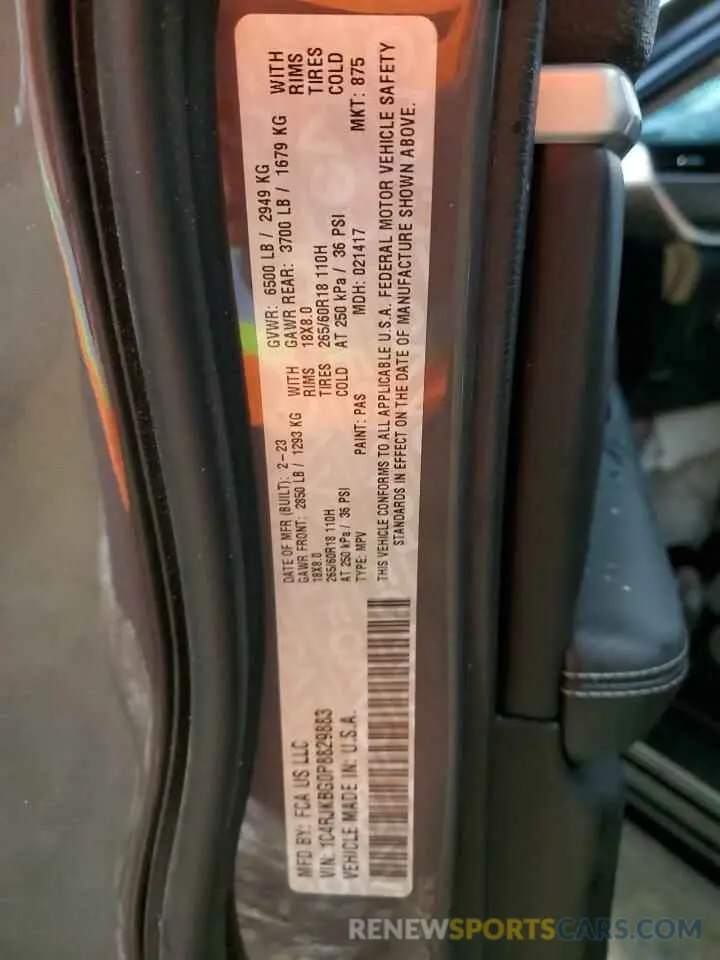 MFD BY: FCA US LLC
VIN: 1C4RJKBG0P8829883
VEHICLE MADE IN: U.S.A.
DATE OF MFR (BUILT): 2-23 GVWR: 6500 LB / 2949 KG
GAWR FRONT: 2850 LB / 1293 KG WITH GAWR REAR: 3700 LB / 1679 KG WITH
18X8.0 RIMS 18X8.0 RIMS
265/60R18 110H TIRES 265/60R18 110H TIRES
AT 250 kPa / 36 PSI COLD AT 250 kPa / 36 PSI COLD
TYPE: MPV PAINT: PAS MDH: 021417 MKT: 875
THIS VEHICLE CONFORMS TO ALL APPLICABLE U.S.A. FEDERAL MOTOR VEHICLE SAFETY
STANDARDS IN EFFECT ON THE DATE OF MANUFACTURE SHOWN ABOVE.
RENEWSPORTSCARS.COM